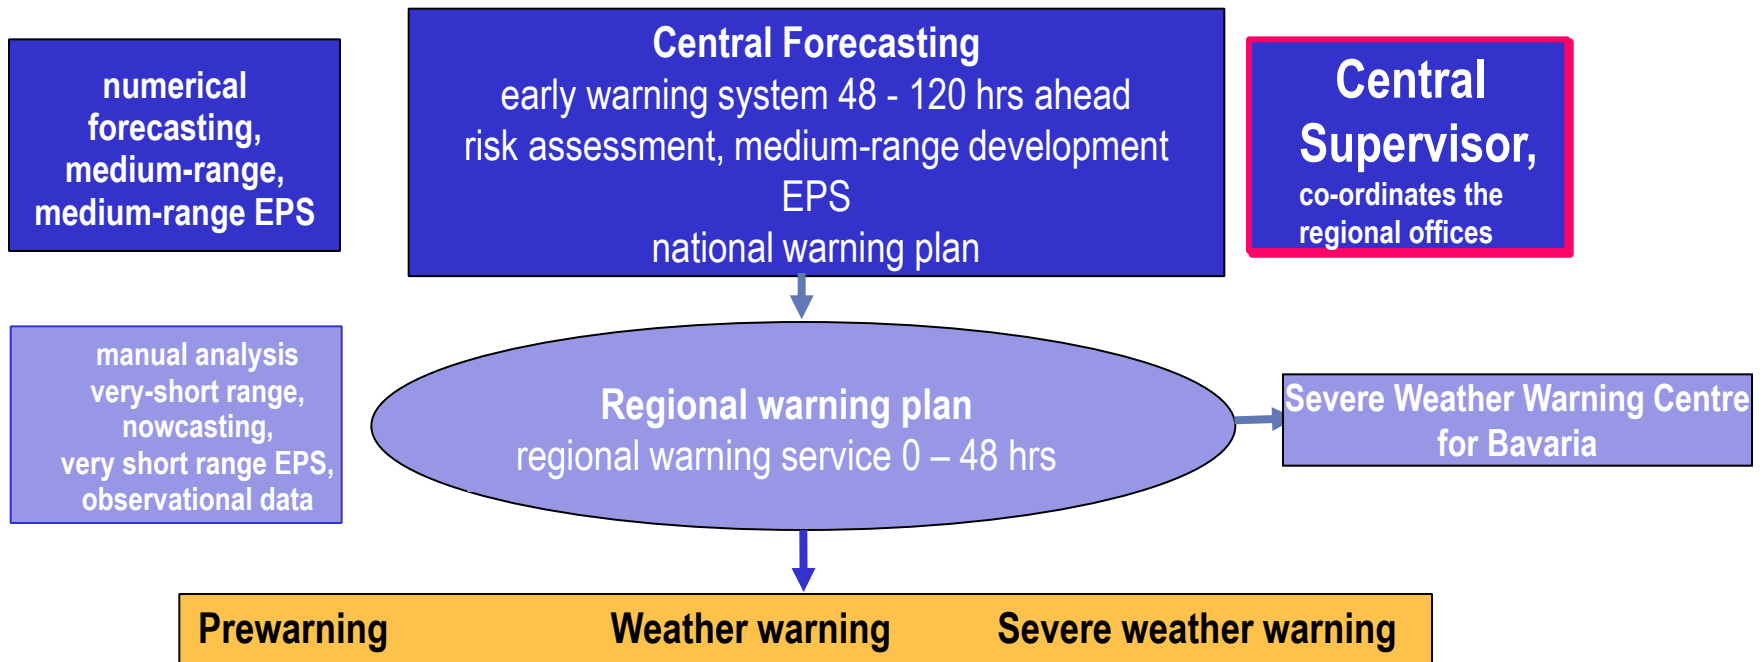 numerical
forecasting,
medium-range,
medium-range EPS
Central Forecasting
early warning system 48 - 120 hrs ahead
risk assessment, medium-range development
EPS
national warning plan
Central
Supervisor,
co-ordinates the
regional offices
manual analysis
very-short range,
nowcasting,
very short range EPS,
observational data
Regional warning plan
regional warning service 0 – 48 hrs
Severe Weather Warning Centre
for Bavaria
Prewarning Weather warning Severe weather warning